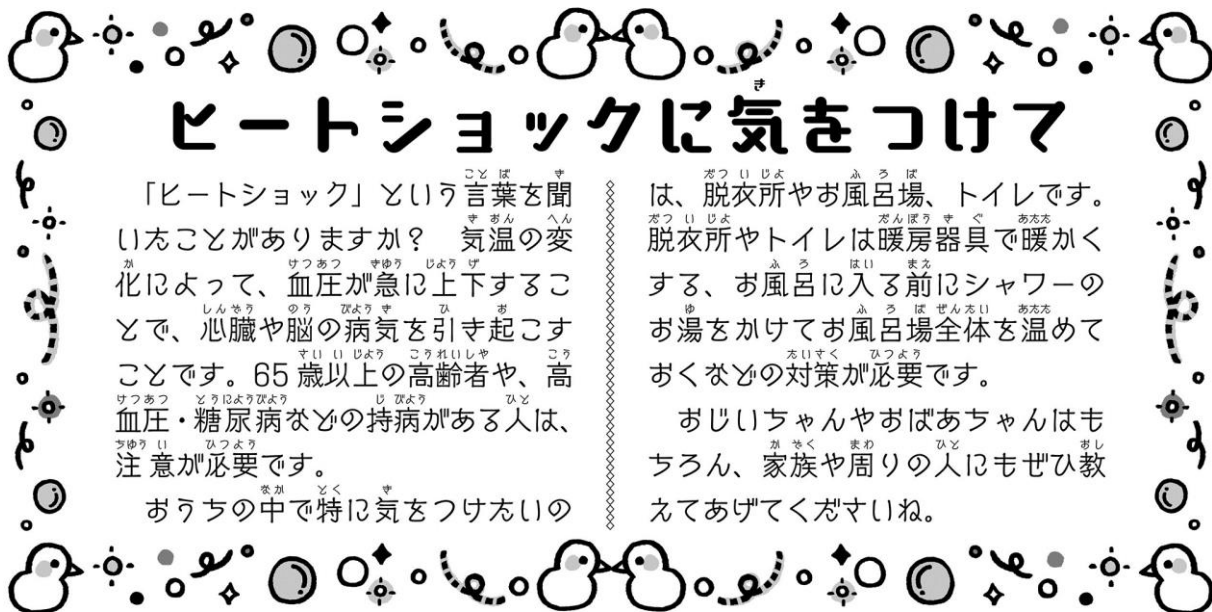 ヒートショックに気をつけて
「ヒートショック」という言葉を聞
いたことがありますか？　気温の変
化によって、血圧が急に上下するこ
とで、心臓や脳の病気を引き起こす
ことです。65歳以上の高齢者や、高
血圧・糖尿病などの持病がある人は、
注意が必要です。
おうちの中で特に気をつけたいの
は、脱衣所やお風呂場、トイレです。
脱衣所やトイレは暖房器具で暖かく
する、お風呂に入る前にシャワーの
お湯をかけてお風呂場全体を温めて
おくなどの対策が必要です。
おじいちゃんやおばあちゃんはも
ちろん、家族や周りの人にもぜひ教
えてあげてくださいね。